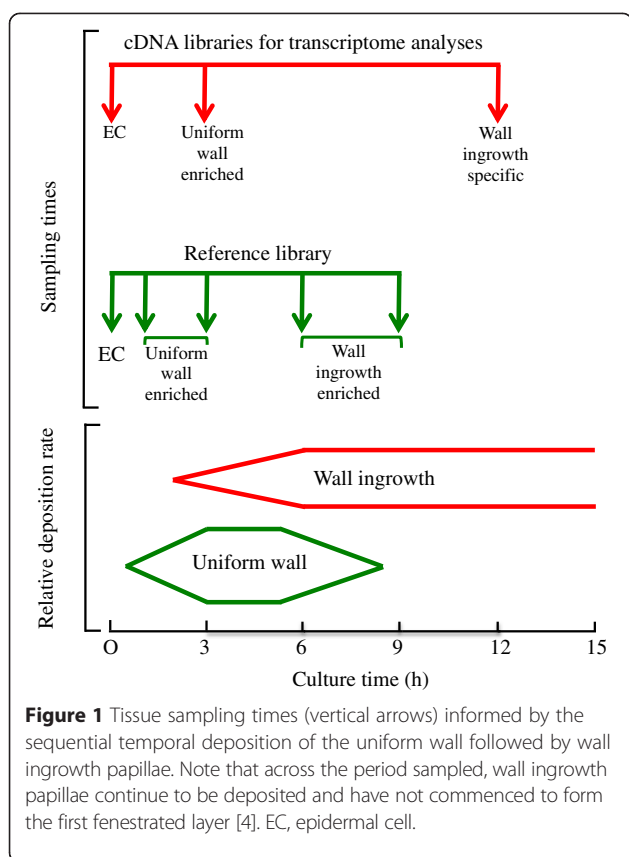 cDNA libraries for transcriptome analyses
EC
Uniform
wall
enriched
Wall
ingrowth
specific
Sampling times
Reference library
EC
Uniform
wall
enriched
Wall
ingrowth
enriched
Relative deposition rate
Wall ingrowth
Uniform wall
O 3 6 9 12 15
Culture time (h)
Figure 1 Tissue sampling times (vertical arrows) informed by the
sequential temporal deposition of the uniform wall followed by wall
ingrowth papillae. Note that across the period sampled, wall ingrowth
papillae continue to be deposited and have not commenced to form
the first fenestrated layer [4]. EC, epidermal cell.